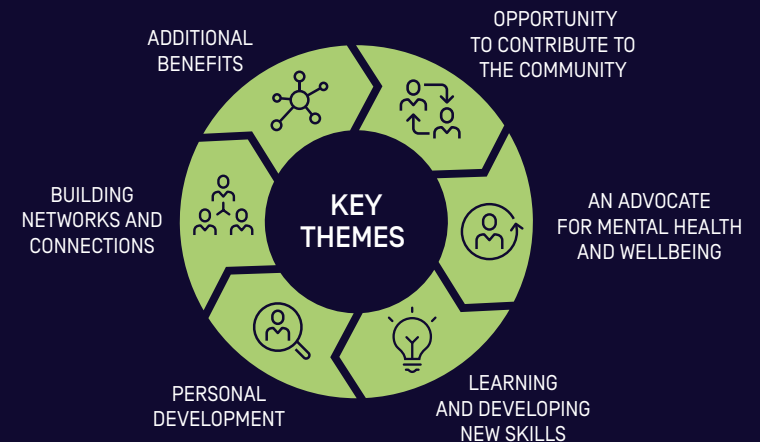 KEY
THEMES
OPPORTUNITY
TO CONTRIBUTE TO
THE COMMUNITY
AN ADVOCATE
FOR MENTAL HEALTH
AND WELLBEING
LEARNING
AND DEVELOPING
NEW SKILLS
PERSONAL
DEVELOPMENT
BUILDING
NETWORKS AND
CONNECTIONS
ADDITIONAL
BENEFITS